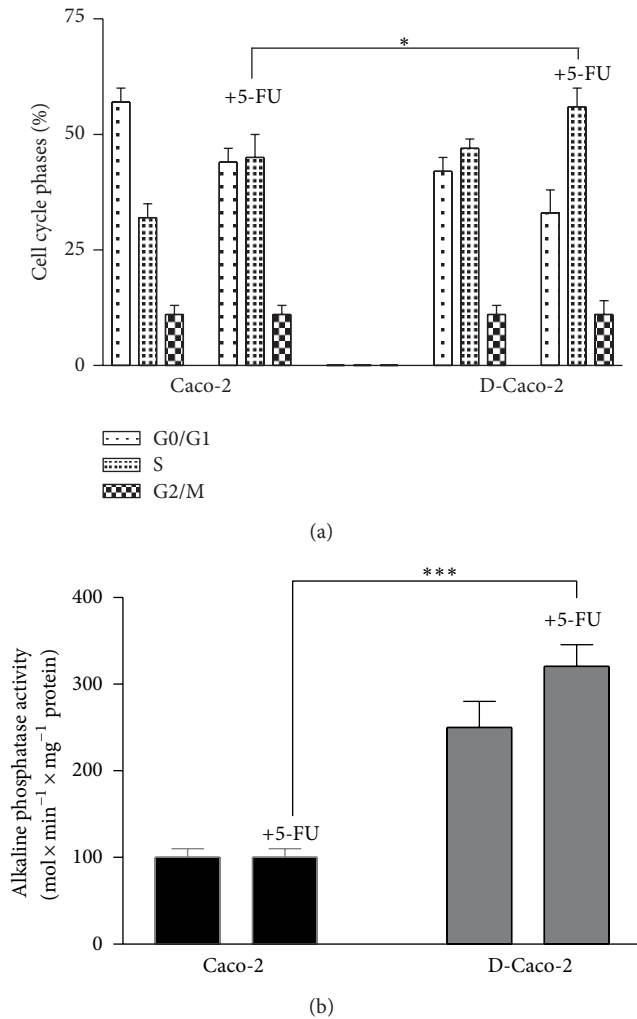 75
50
25
0
Cell cycle phases (%)
*
+5-FU
+5-FU
Caco-2
D-Caco-2
G0/G1
S
G2/M
(a)
400
300
200
100
0
Alkaline phosphatase activity
(mol × min⁻¹ × mg⁻¹ protein)
***
+5-FU
+5-FU
Caco-2
D-Caco-2
(b)